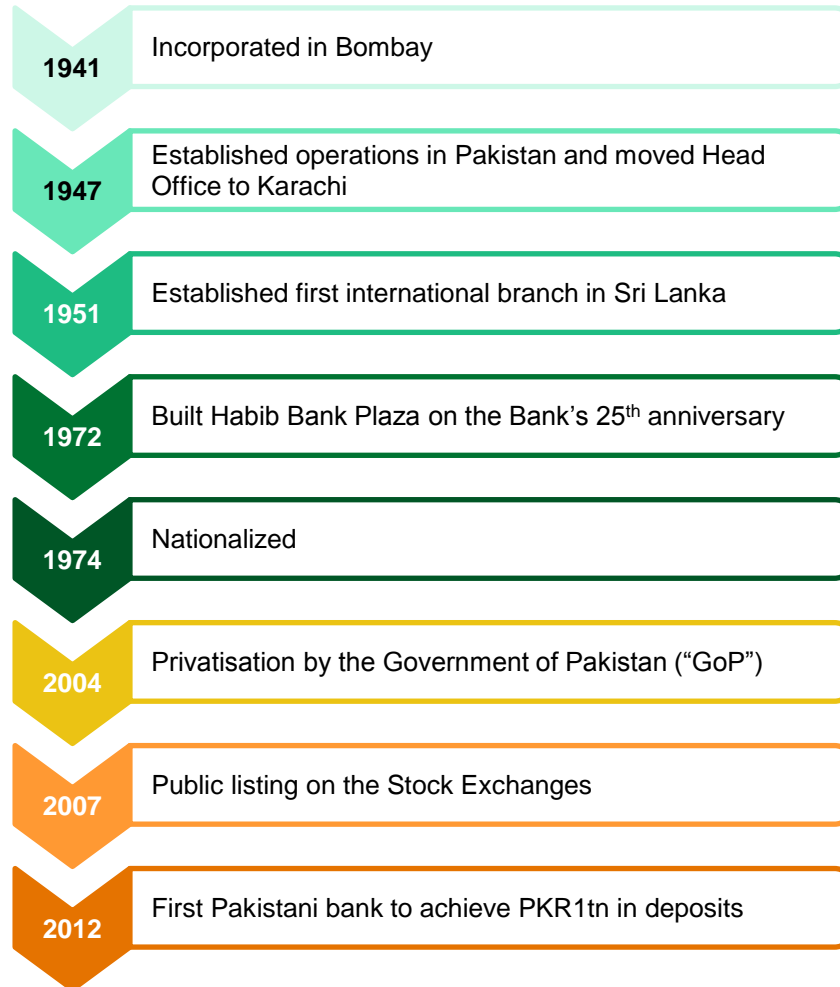 1941
Incorporated in Bombay
1947
Established operations in Pakistan and moved Head
Office to Karachi
1951
Established first international branch in Sri Lanka
1972
Built Habib Bank Plaza on the Bank’s 25th anniversary
1974
Nationalized
2004
Privatisation by the Government of Pakistan (“GoP”)
2007
Public listing on the Stock Exchanges
2012
First Pakistani bank to achieve PKR1tn in deposits